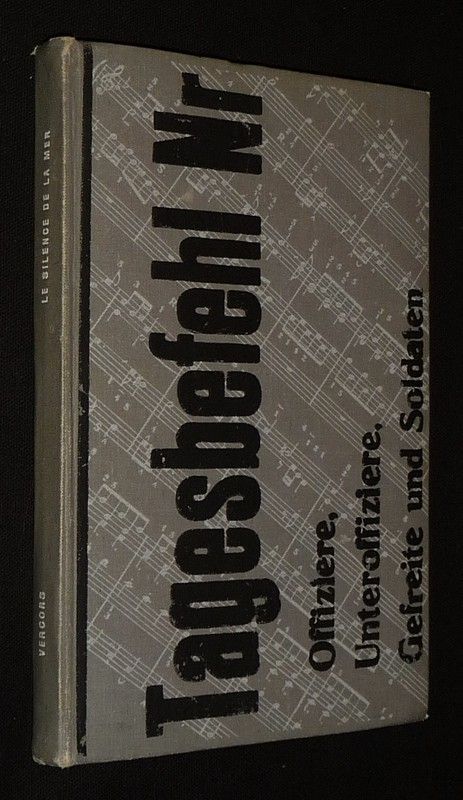 VERCORS
LE SILENCE DE LA MER
Tagesbefehl Nr
Offiziere,
Unteroffiziere,
Gefreite und Soldaten